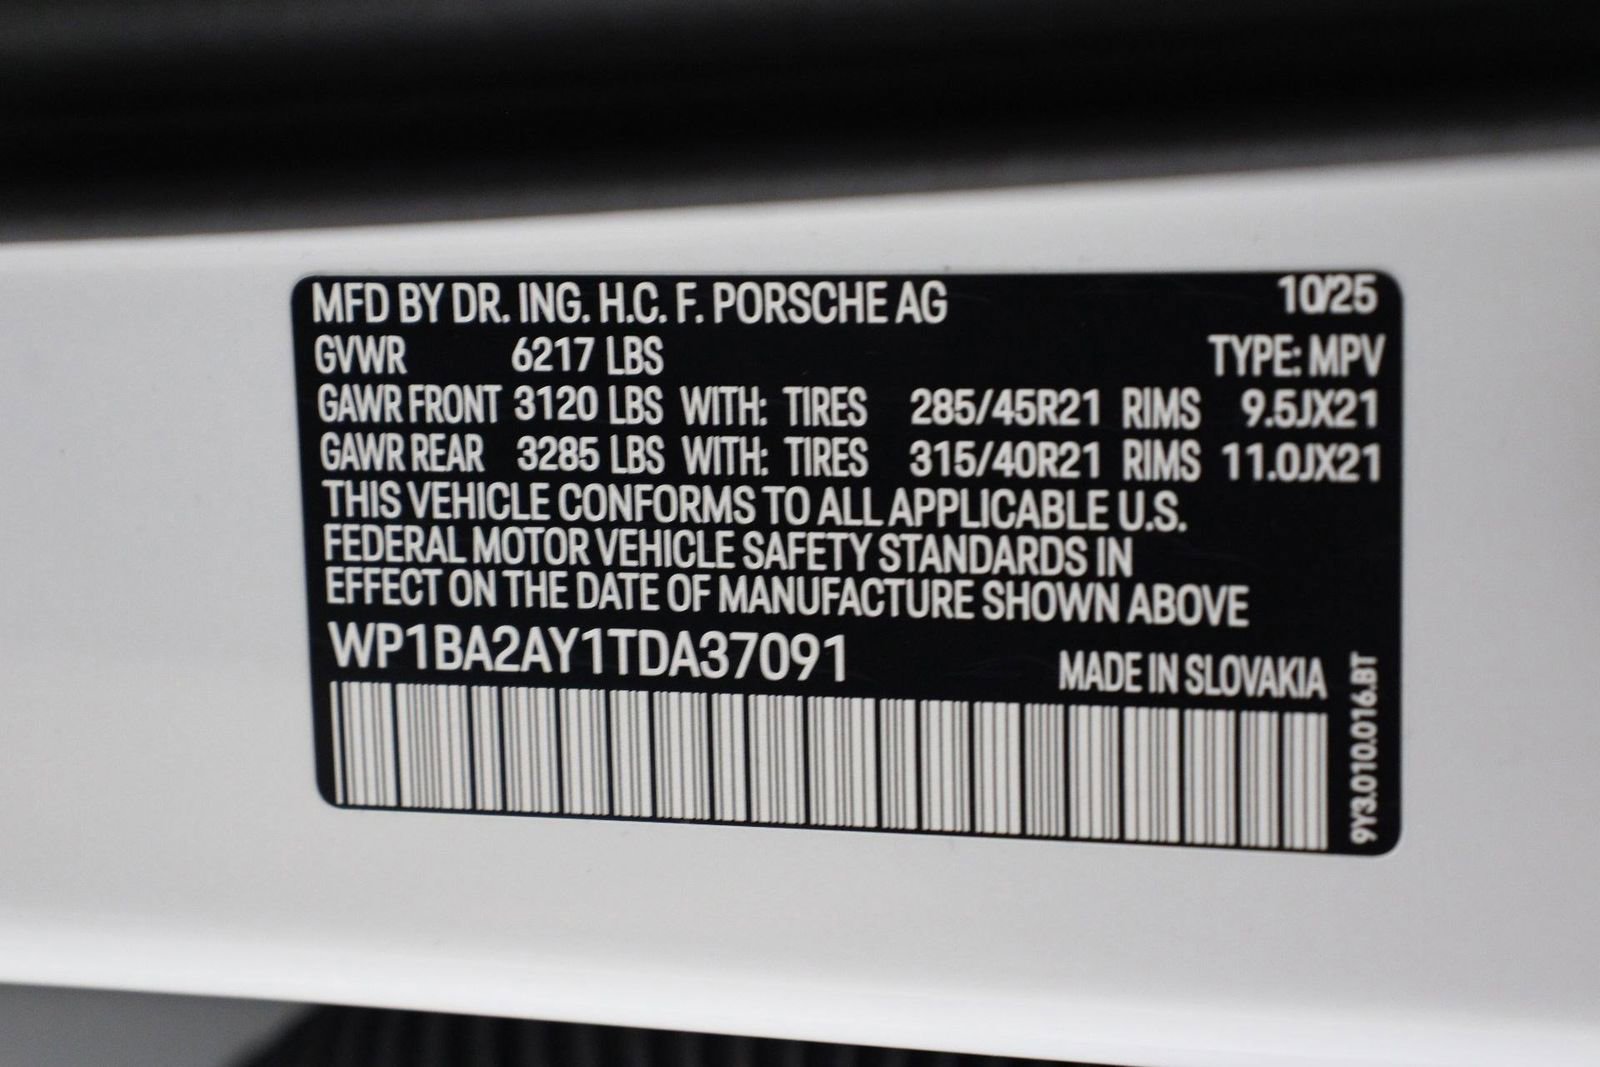 MFD BY DR. ING. H.C. F. PORSCHE AG 10/25
GVWR 6217 LBS TYPE: MPV
GAWR FRONT 3120 LBS WITH: TIRES 285/45R21 RIMS 9.5JX21
GAWR REAR 3285 LBS WITH: TIRES 315/40R21 RIMS 11.0JX21
THIS VEHICLE CONFORMS TO ALL APPLICABLE U.S.
FEDERAL MOTOR VEHICLE SAFETY STANDARDS IN
EFFECT ON THE DATE OF MANUFACTURE SHOWN ABOVE
WP1BA2AY1TDA37091 MADE IN SLOVAKIA
9Y3.010.016.BT